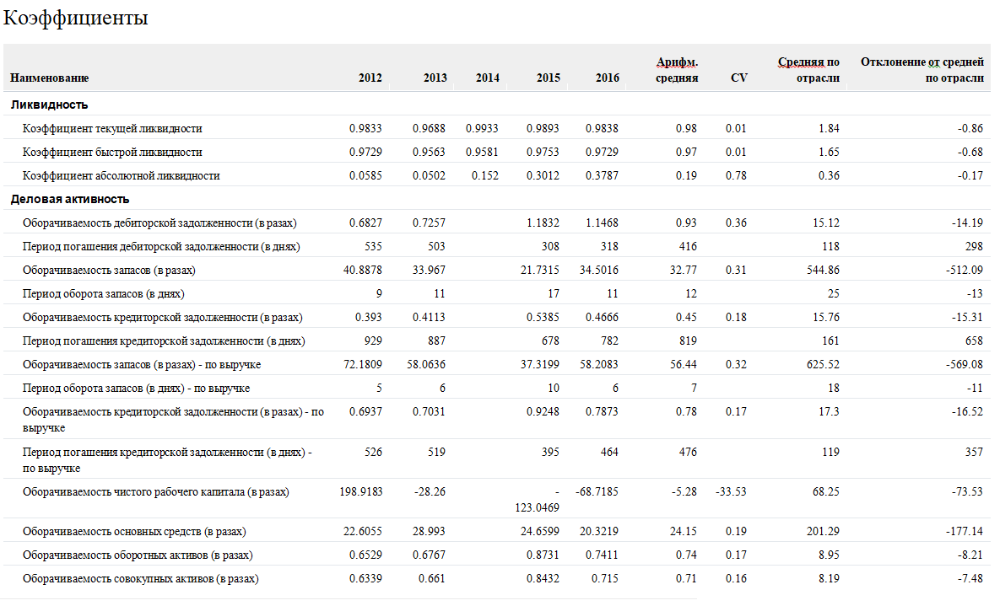 Коэффициенты
Наименование 2012 2013 2014 2015 2016 Арифм. средняя CV Средняя по отрасли Отклонение от средней по отрасли
Ликвидность
Коэффициент текущей ликвидности 0.9833 0.9688 0.9933 0.9893 0.9838 0.98 0.01 1.84 -0.86
Коэффициент быстрой ликвидности 0.9729 0.9563 0.9581 0.9753 0.9729 0.97 0.01 1.65 -0.68
Коэффициент абсолютной ликвидности 0.0585 0.0502 0.152 0.3012 0.3787 0.19 0.78 0.36 -0.17
Деловая активность
Оборачиваемость дебиторской задолженности (в разах) 0.6827 0.7257 1.1832 1.1468 0.93 0.36 15.12 -14.19
Период погашения дебиторской задолженности (в днях) 535 503 308 318 416 118 298
Оборачиваемость запасов (в разах) 40.8878 33.967 21.7315 34.5016 32.77 0.31 544.86 -512.09
Период оборота запасов (в днях) 9 11 17 11 12 25 -13
Оборачиваемость кредиторской задолженности (в разах) 0.393 0.4113 0.5385 0.4666 0.45 0.18 15.76 -15.31
Период погашения кредиторской задолженности (в днях) 929 887 678 782 819 161 658
Оборачиваемость запасов (в разах) - по выручке 72.1809 58.0636 37.3199 58.2083 56.44 0.32 625.52 -569.08
Период оборота запасов (в днях) - по выручке 5 6 10 6 7 18 -11
Оборачиваемость кредиторской задолженности (в разах) - по 0.6937 0.7031 0.9248 0.7873 0.78 0.17 17.3 -16.52
выручке
Период погашения кредиторской задолженности (в днях) - 526 519 395 464 476 119 357
по выручке
Оборачиваемость чистого рабочего капитала (в разах) 198.9183 -28.26 - -68.7185 -5.28 -33.53 68.25 -73.53
123.0469
Оборачиваемость основных средств (в разах) 22.6055 28.993 24.6599 20.3219 24.15 0.19 201.29 -177.14
Оборачиваемость оборотных активов (в разах) 0.6529 0.6767 0.8731 0.7411 0.74 0.17 8.95 -8.21
Оборачиваемость совокупных активов (в разах) 0.6339 0.661 0.8432 0.715 0.71 0.16 8.19 -7.48